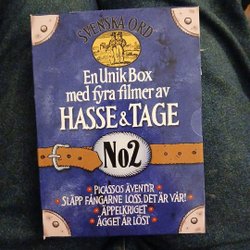 SVENSKA ORD
En Unik Box
med fyra filmer av
HASSE & TAGE
No2
• PICASSOS ÄVENTYR •
• SLÄPP FÅNGARNE LOSS, DET ÄR VÅR! •
• ÄPPELKRIGET •
• ÄGGET ÄR LÖST •